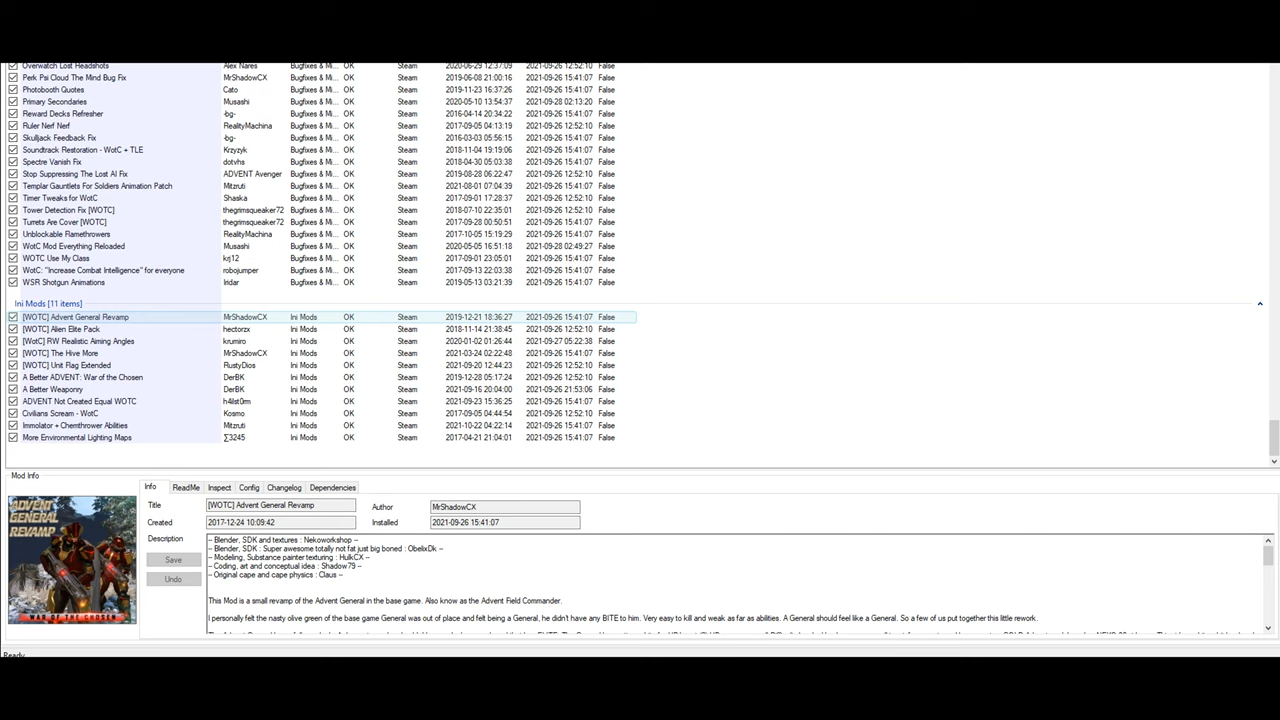 Overwatch Lost Headshots Alex Nares Bugfixes & Mi... OK Steam 2020-06-29 12:37:09 2021-09-26 12:52:10 False
Perk Psi Cloud The Mind Bug Fix MrShadowCX Bugfixes & Mi... OK Steam 2019-06-08 21:00:16 2021-09-26 15:41:07 False
Photobooth Quotes Cato Bugfixes & Mi... OK Steam 2019-11-23 16:37:26 2021-09-26 15:41:07 False
Primary Secondaries Musashi Bugfixes & Mi... OK Steam 2020-05-10 13:54:37 2021-09-28 02:13:20 False
Reward Decks Refresher -bg- Bugfixes & Mi... OK Steam 2016-04-14 20:34:22 2021-09-26 15:41:07 False
Ruler Nerf Nerf RealityMachina Bugfixes & Mi... OK Steam 2017-09-05 04:13:19 2021-09-26 12:52:10 False
Skulljack Feedback Fix -bg- Bugfixes & Mi... OK Steam 2016-03-03 05:56:15 2021-09-26 15:41:07 False
Soundtrack Restoration - WotC + TLE Krzyzyk Bugfixes & Mi... OK Steam 2018-11-04 19:19:06 2021-09-26 15:41:07 False
Spectre Vanish Fix dotvhs Bugfixes & Mi... OK Steam 2018-04-30 05:03:38 2021-09-26 15:41:07 False
Stop Suppressing The Lost AI Fix ADVENT Avenger Bugfixes & Mi... OK Steam 2019-08-28 06:22:47 2021-09-26 15:41:07 False
Templar Gauntlets For Soldiers Animation Patch Mitzruti Bugfixes & Mi... OK Steam 2021-08-01 07:04:39 2021-09-26 15:41:07 False
Timer Tweaks for WotC Shaska Bugfixes & Mi... OK Steam 2017-09-01 17:28:37 2021-09-26 12:52:10 False
Tower Detection Fix [WOTC] thegrimsqueaker72 Bugfixes & Mi... OK Steam 2018-07-10 22:35:01 2021-09-26 12:52:10 False
Turrets Are Cover [WOTC] thegrimsqueaker72 Bugfixes & Mi... OK Steam 2017-09-28 00:50:51 2021-09-26 15:41:07 False
Unblockable Flamethrowers RealityMachina Bugfixes & Mi... OK Steam 2017-10-05 15:19:29 2021-09-26 15:41:07 False
WotC Mod Everything Reloaded Musashi Bugfixes & Mi... OK Steam 2020-05-05 16:51:18 2021-09-28 02:49:27 False
WOTC Use My Class krj12 Bugfixes & Mi... OK Steam 2017-09-01 23:05:01 2021-09-26 15:41:07 False
WotC: "Increase Combat Intelligence" for everyone robojumper Bugfixes & Mi... OK Steam 2017-09-13 22:03:38 2021-09-26 15:41:07 False
WSR Shotgun Animations Iridar Bugfixes & Mi... OK Steam 2019-05-13 03:21:39 2021-09-26 15:41:07 False
Ini Mods [11 items]
[WOTC] Advent General Revamp MrShadowCX Ini Mods OK Steam 2019-12-21 18:36:27 2021-09-26 15:41:07 False
[WOTC] Alien Elite Pack hectorzx Ini Mods OK Steam 2018-11-14 21:38:45 2021-09-26 12:52:10 False
[WotC] RW Realistic Aiming Angles krumiro Ini Mods OK Steam 2020-01-02 01:26:44 2021-09-27 05:22:38 False
[WOTC] The Hive More MrShadowCX Ini Mods OK Steam 2021-03-24 02:22:48 2021-09-26 15:41:07 False
[WOTC] Unit Flag Extended RustyDios Ini Mods OK Steam 2021-09-20 12:44:23 2021-09-26 12:52:10 False
A Better ADVENT: War of the Chosen DerBK Ini Mods OK Steam 2019-12-28 05:17:24 2021-09-26 12:52:10 False
A Better Weaponry DerBK Ini Mods OK Steam 2021-09-16 20:04:00 2021-09-26 21:53:06 False
ADVENT Not Created Equal WOTC h4ilst0rm Ini Mods OK Steam 2021-09-23 15:36:25 2021-09-26 15:41:07 False
Civilians Scream - WotC Kosmo Ini Mods OK Steam 2017-09-05 04:44:54 2021-09-26 12:52:10 False
Immolator + Chemthrower Abilities Mitzruti Ini Mods OK Steam 2021-10-22 04:22:14 2021-09-26 15:41:07 False
More Environmental Lighting Maps ∑3245 Ini Mods OK Steam 2017-04-21 21:04:01 2021-09-26 15:41:07 False
Mod Info
Info ReadMe Inspect Config Changelog Dependencies
Title [WOTC] Advent General Revamp Author MrShadowCX
Created 2017-12-24 10:09:42 Installed 2021-09-26 15:41:07
Description
Save
Undo
-- Blender, SDK and textures : Nekoworkshop --
-- Blender, SDK : Super awesome totally not fat just big boned : ObelixDk --
-- Modeling, Substance painter texturing : HulkCX --
-- Coding, art and conceptual idea : Shadow79 --
-- Original cape and cape physics : Claus --
This Mod is a small revamp of the Advent General in the base game. Also know as the Advent Field Commander.
I personally felt the nasty olive green of the base game General was out of place and felt being a General, he didn't have any BITE to him. Very easy to kill and weak as far as abilities. A General should feel like a General. So a few of us put together this little rework.
ADVENT
GENERAL
REVAMP
WAR OF THE CHOSEN
Ready